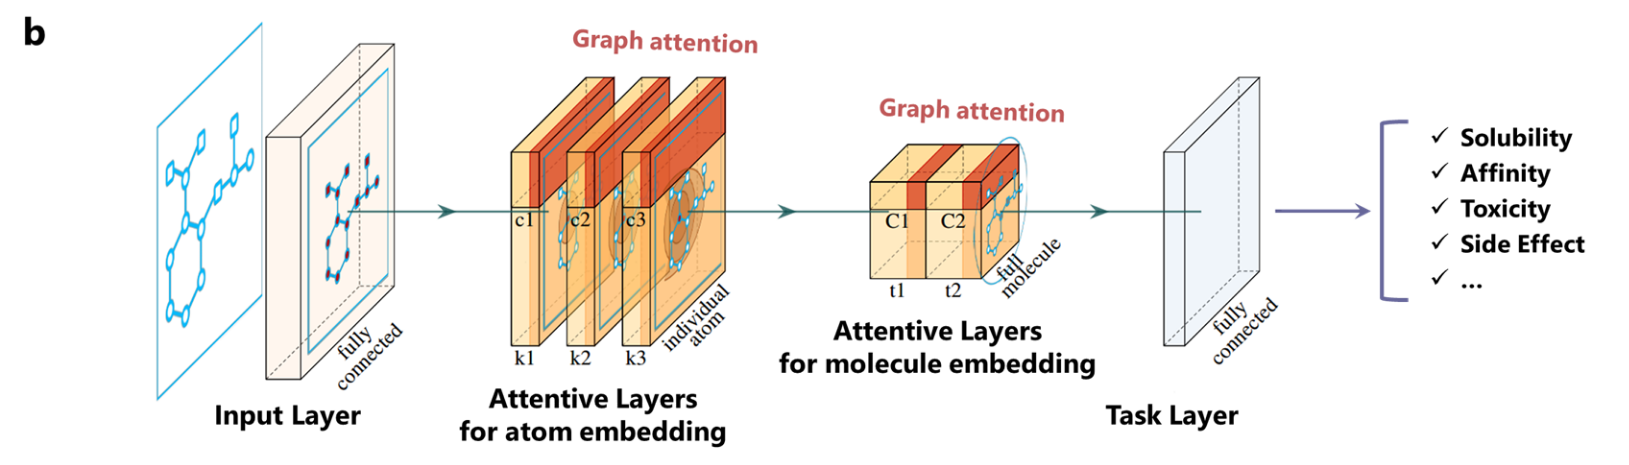 b
Graph attention
Graph attention
c1 c2 c3
C1 C2
k1 k2 k3
t1 t2
fully
connected
individual
atom
full
molecule
fully
connected
Input Layer
Attentive Layers
for atom embedding
Attentive Layers
for molecule embedding
Task Layer
✓ Solubility
✓ Affinity
✓ Toxicity
✓ Side Effect
✓ ...